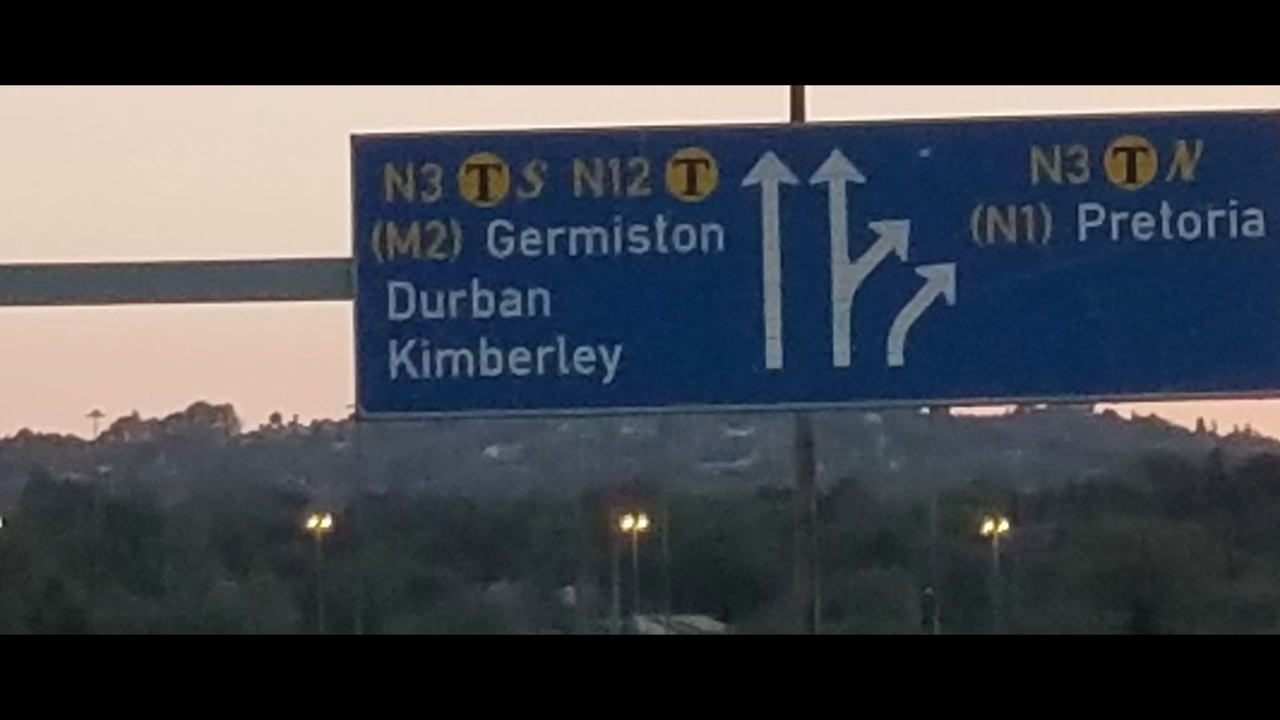 N3 T S N12 T
(M2) Germiston
Durban
Kimberley
N3 T N
(N1) Pretoria